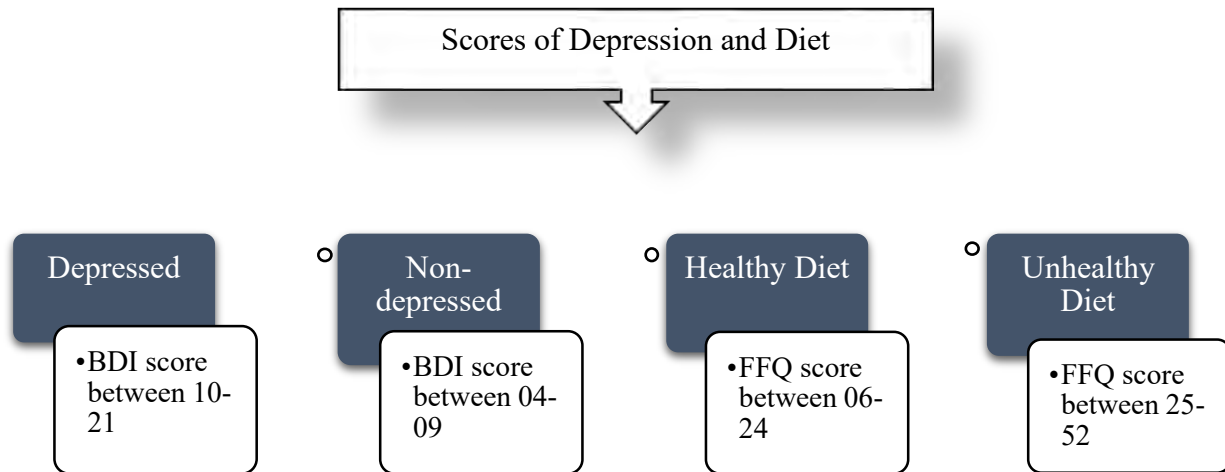 Scores of Depression and Diet
Depressed
•BDI score
between 10-
21
Non-
depressed
•BDI score
between 04-
09
Healthy Diet
•FFQ score
between 06-
24
Unhealthy
Diet
•FFQ score
between 25-
52